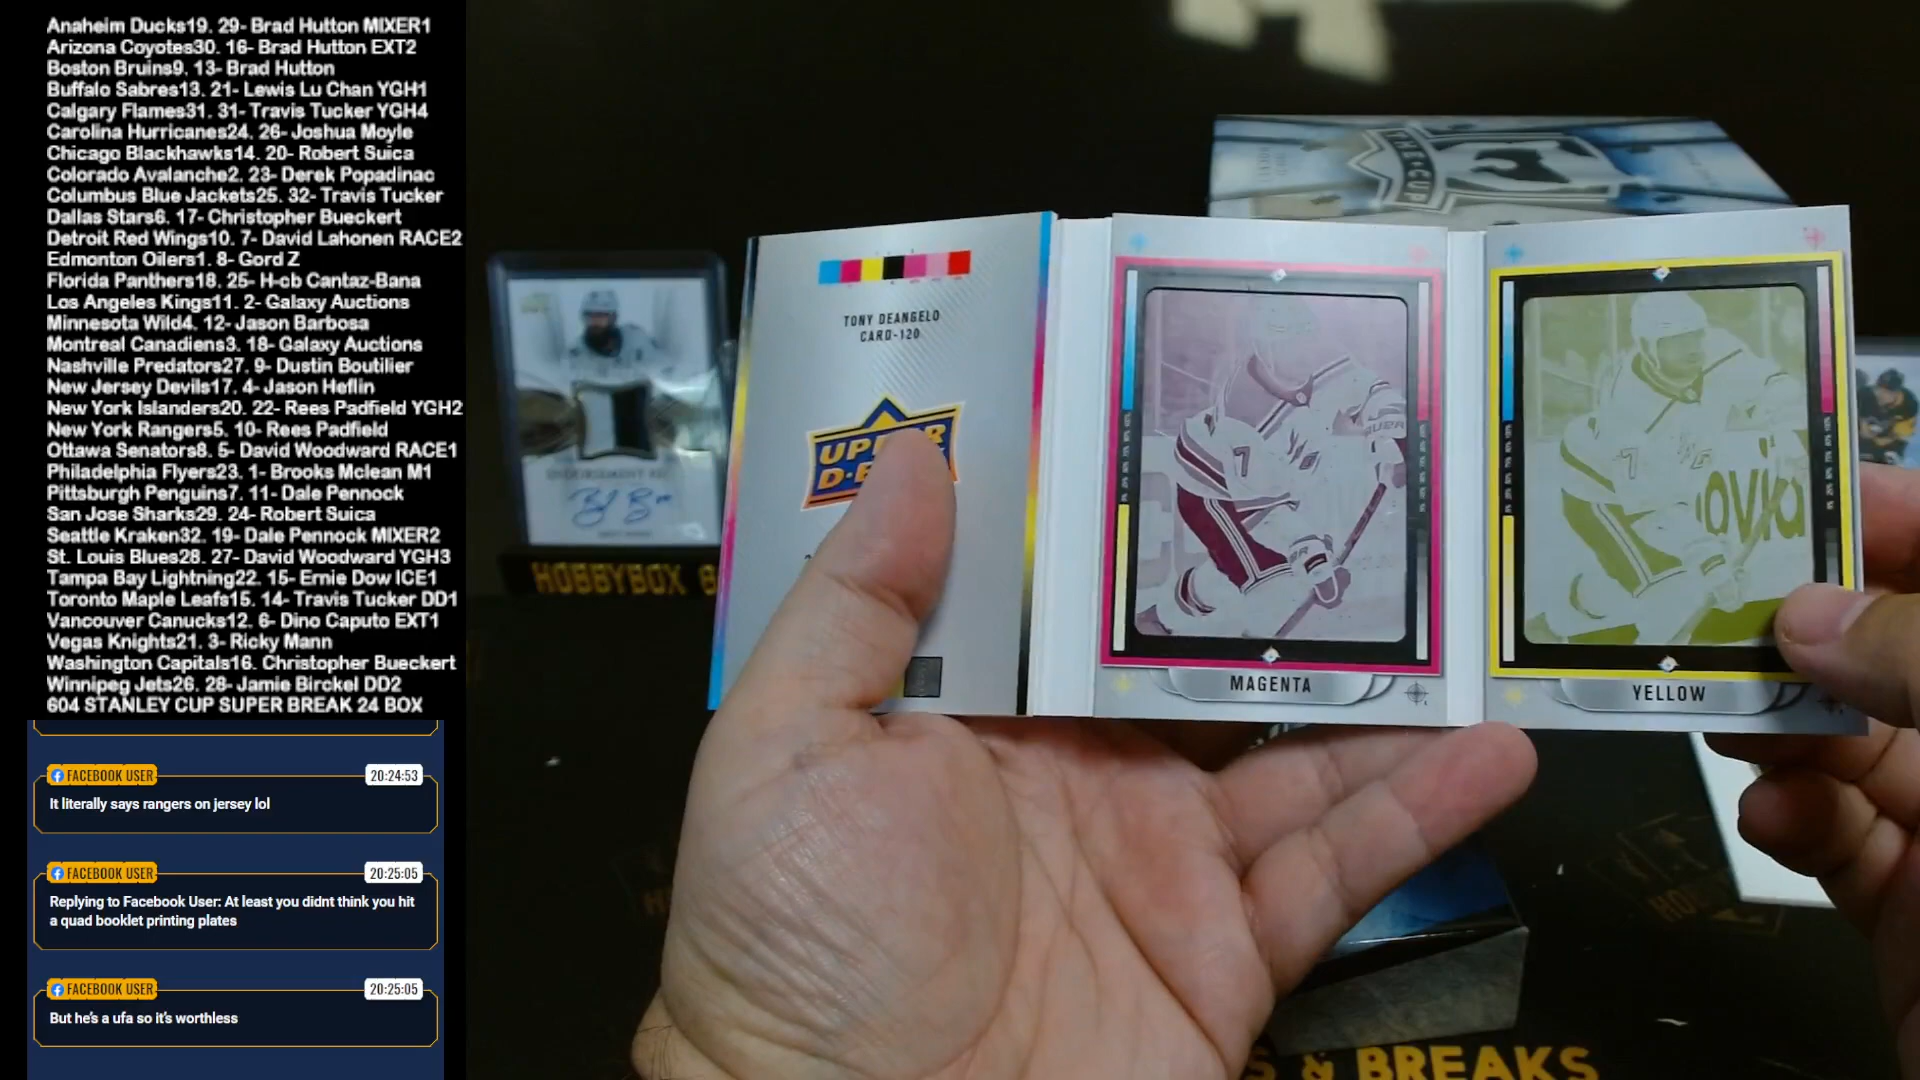 Anaheim Ducks19. 29- Brad Hutton MIXER1
Arizona Coyotes30. 16- Brad Hutton EXT2
Boston Bruins9. 13- Brad Hutton
Buffalo Sabres13. 21- Lewis Lu Chan YGH1
Calgary Flames31. 31- Travis Tucker YGH4
Carolina Hurricanes24. 26- Joshua Moyle
Chicago Blackhawks14. 20- Robert Suica
Colorado Avalanche2. 23- Derek Popadinac
Columbus Blue Jackets25. 32- Travis Tucker
Dallas Stars6. 17- Christopher Bueckert
Detroit Red Wings10. 7- David Lahonen RACE2
Edmonton Oilers1. 8- Gord Z
Florida Panthers18. 25- H-cb Cantaz-Bana
Los Angeles Kings11. 2- Galaxy Auctions
Minnesota Wild4. 12- Jason Barbosa
Montreal Canadiens3. 18- Galaxy Auctions
Nashville Predators27. 9- Dustin Boutilier
New Jersey Devils17. 4- Jason Heflin
New York Islanders20. 22- Rees Padfield YGH2
New York Rangers5. 10- Rees Padfield
Ottawa Senators8. 5- David Woodward RACE1
Philadelphia Flyers23. 1- Brooks Mclean M1
Pittsburgh Penguins7. 11- Dale Pennock
San Jose Sharks29. 24- Robert Suica
Seattle Kraken32. 19- Dale Pennock MIXER2
St. Louis Blues28. 27- David Woodward YGH3
Tampa Bay Lightning22. 15- Ernie Dow ICE1
Toronto Maple Leafs15. 14- Travis Tucker DD1
Vancouver Canucks12. 6- Dino Caputo EXT1
Vegas Knights21. 3- Ricky Mann
Washington Capitals16. Christopher Bueckert
Winnipeg Jets26. 28- Jamie Birckel DD2
604 STANLEY CUP SUPER BREAK 24 BOX
FACEBOOK USER 20:24:53
It literally says rangers on jersey lol
FACEBOOK USER 20:25:05
Replying to Facebook User: At least you didnt think you hit
a quad booklet printing plates
FACEBOOK USER 20:25:05
But he's a ufa so it's worthless
TONY DEANGELO
CARD-120
UPPER
MAGENTA
YELLOW
7
THE CUP
HOBBYBOX
& BREAKS